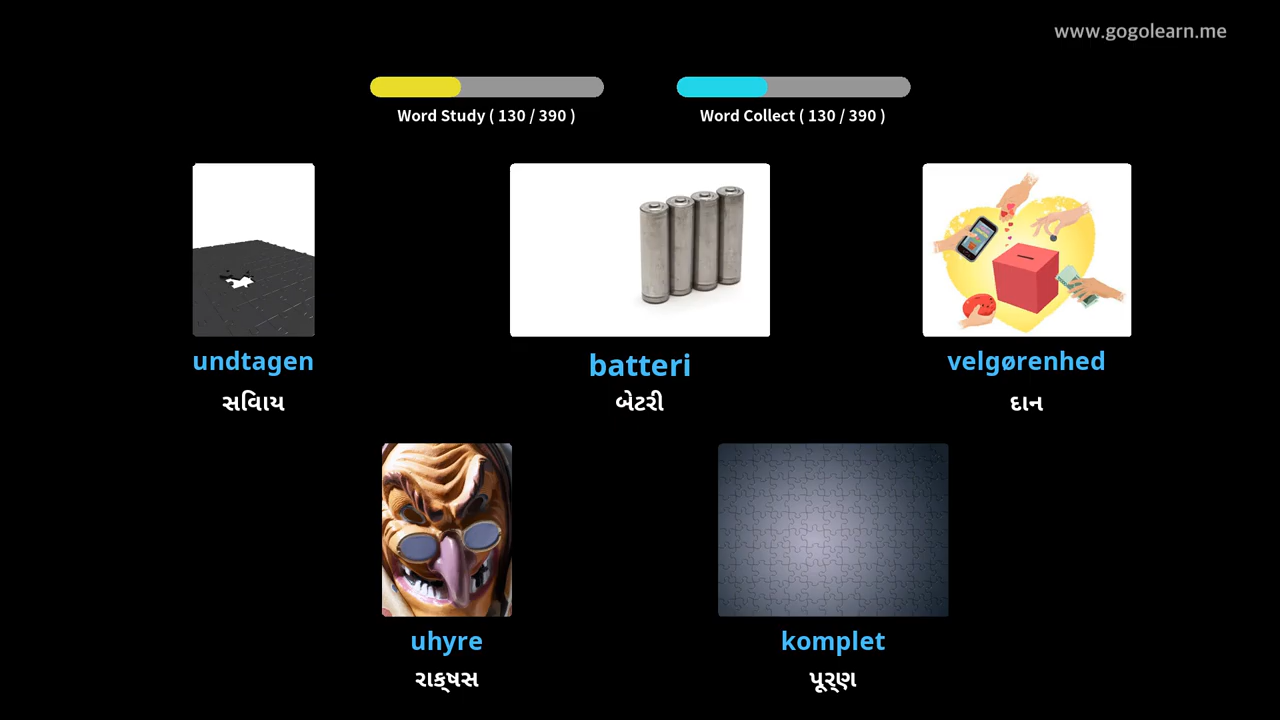 www.gogolearn.me
Word Study ( 130 / 390 )
Word Collect ( 130 / 390 )
undtagen
batteri
velgørenhed
સિવાય
બેટરી
દાન
uhyre
komplet
રાક્ષસ
પૂર્ણ